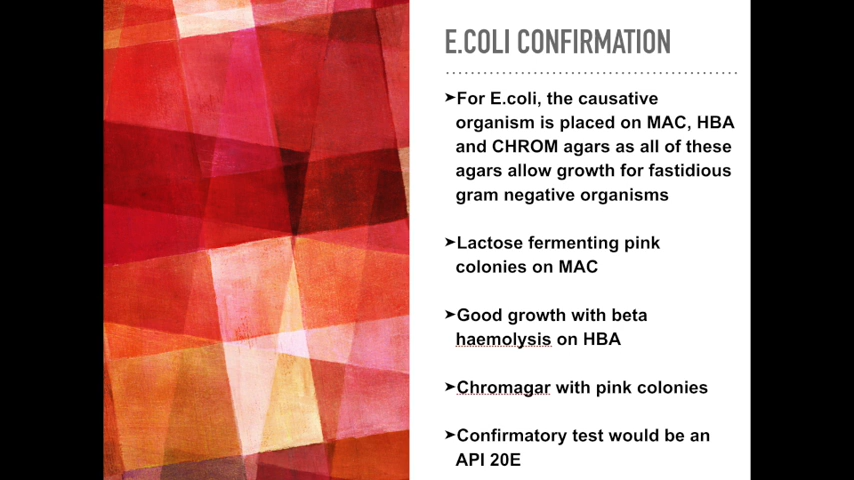 E.COLI CONFIRMATION
➤For E.coli, the causative
organism is placed on MAC, HBA
and CHROM agars as all of these
agars allow growth for fastidious
gram negative organisms
➤Lactose fermenting pink
colonies on MAC
➤Good growth with beta
haemolysis on HBA
➤Chromagar with pink colonies
➤Confirmatory test would be an
API 20E